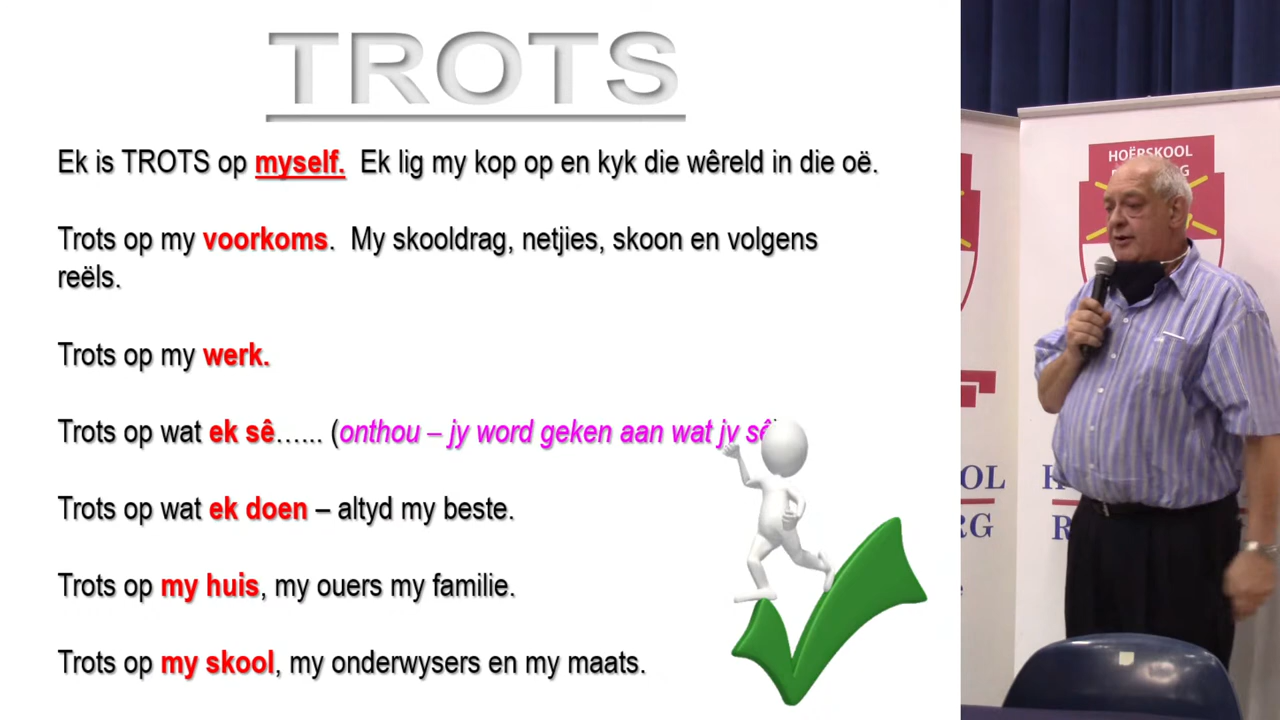 TROTS
Ek is TROTS op myself. Ek lig my kop op en kyk die wêreld in die oë.
Trots op my voorkoms. My skooldrag, netjies, skoon en volgens
reëls.
Trots op my werk.
Trots op wat ek sê…... (onthou – jy word geken aan wat jy sê)
Trots op wat ek doen – altyd my beste.
Trots op my huis, my ouers my familie.
Trots op my skool, my onderwysers en my maats.
HOËRSKOOL
OL
RG
H
R